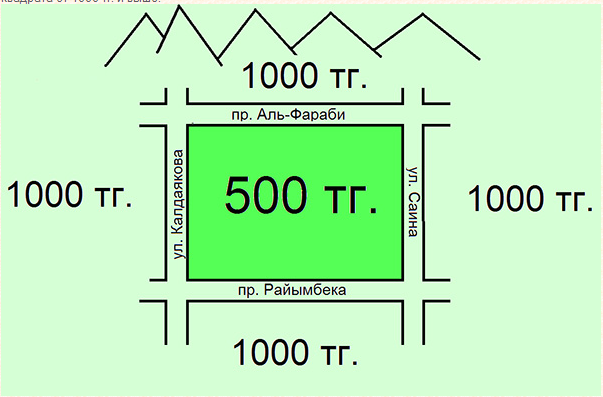 квадрата от 1000 тг. и выше.
1000 тг.
пр. Аль-Фараби
ул. Калдаякова
500 тг.
ул. Саина
1000 тг.
1000 тг.
пр. Райымбека
1000 тг.